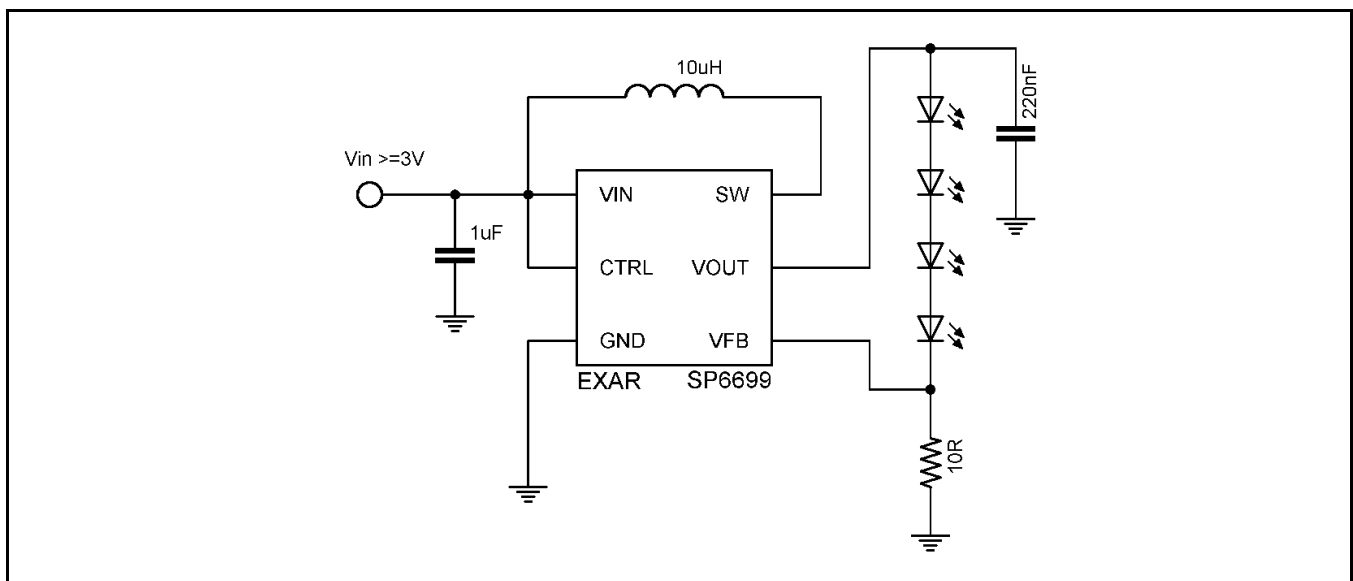 10uH
220nF
Vin >=3V
VIN
SW
1uF
CTRL
VOUT
GND
VFB
EXAR
SP6699
10R